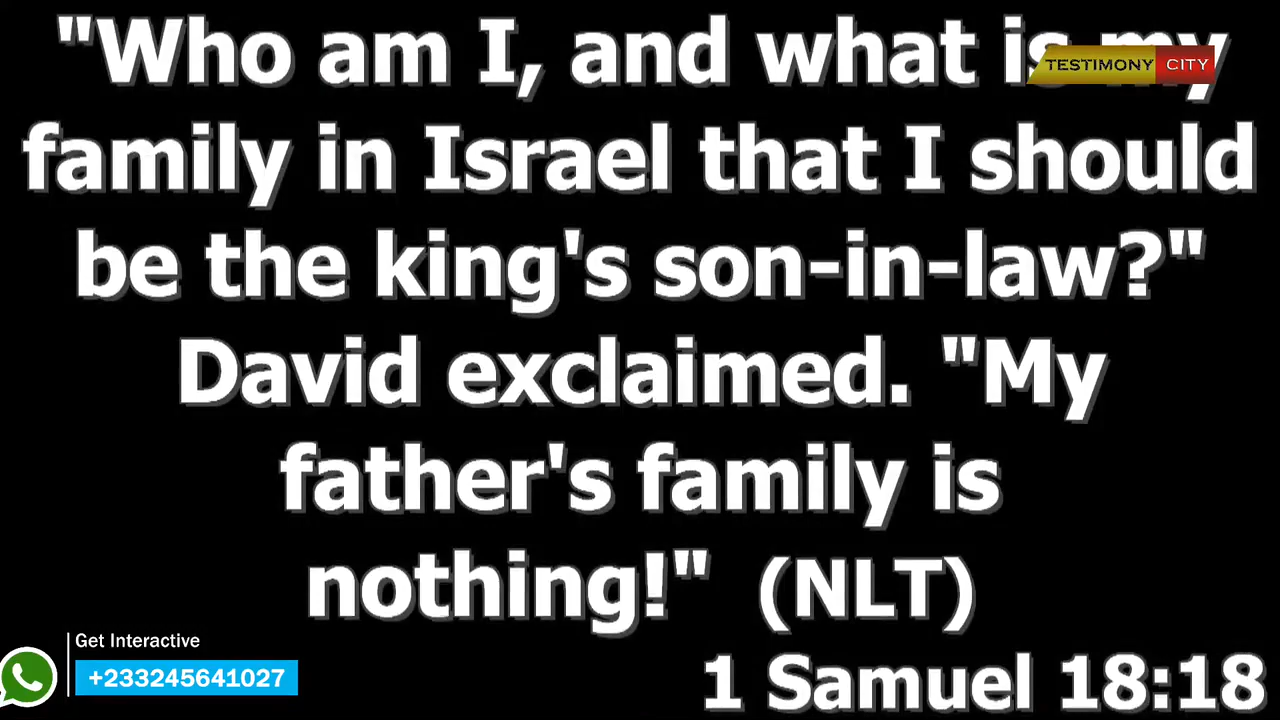 "Who am I, and what is my
TESTIMONY CITY
family in Israel that I should
be the king's son-in-law?"
David exclaimed. "My
father's family is
nothing!" (NLT)
Get Interactive
+233245641027
1 Samuel 18:18